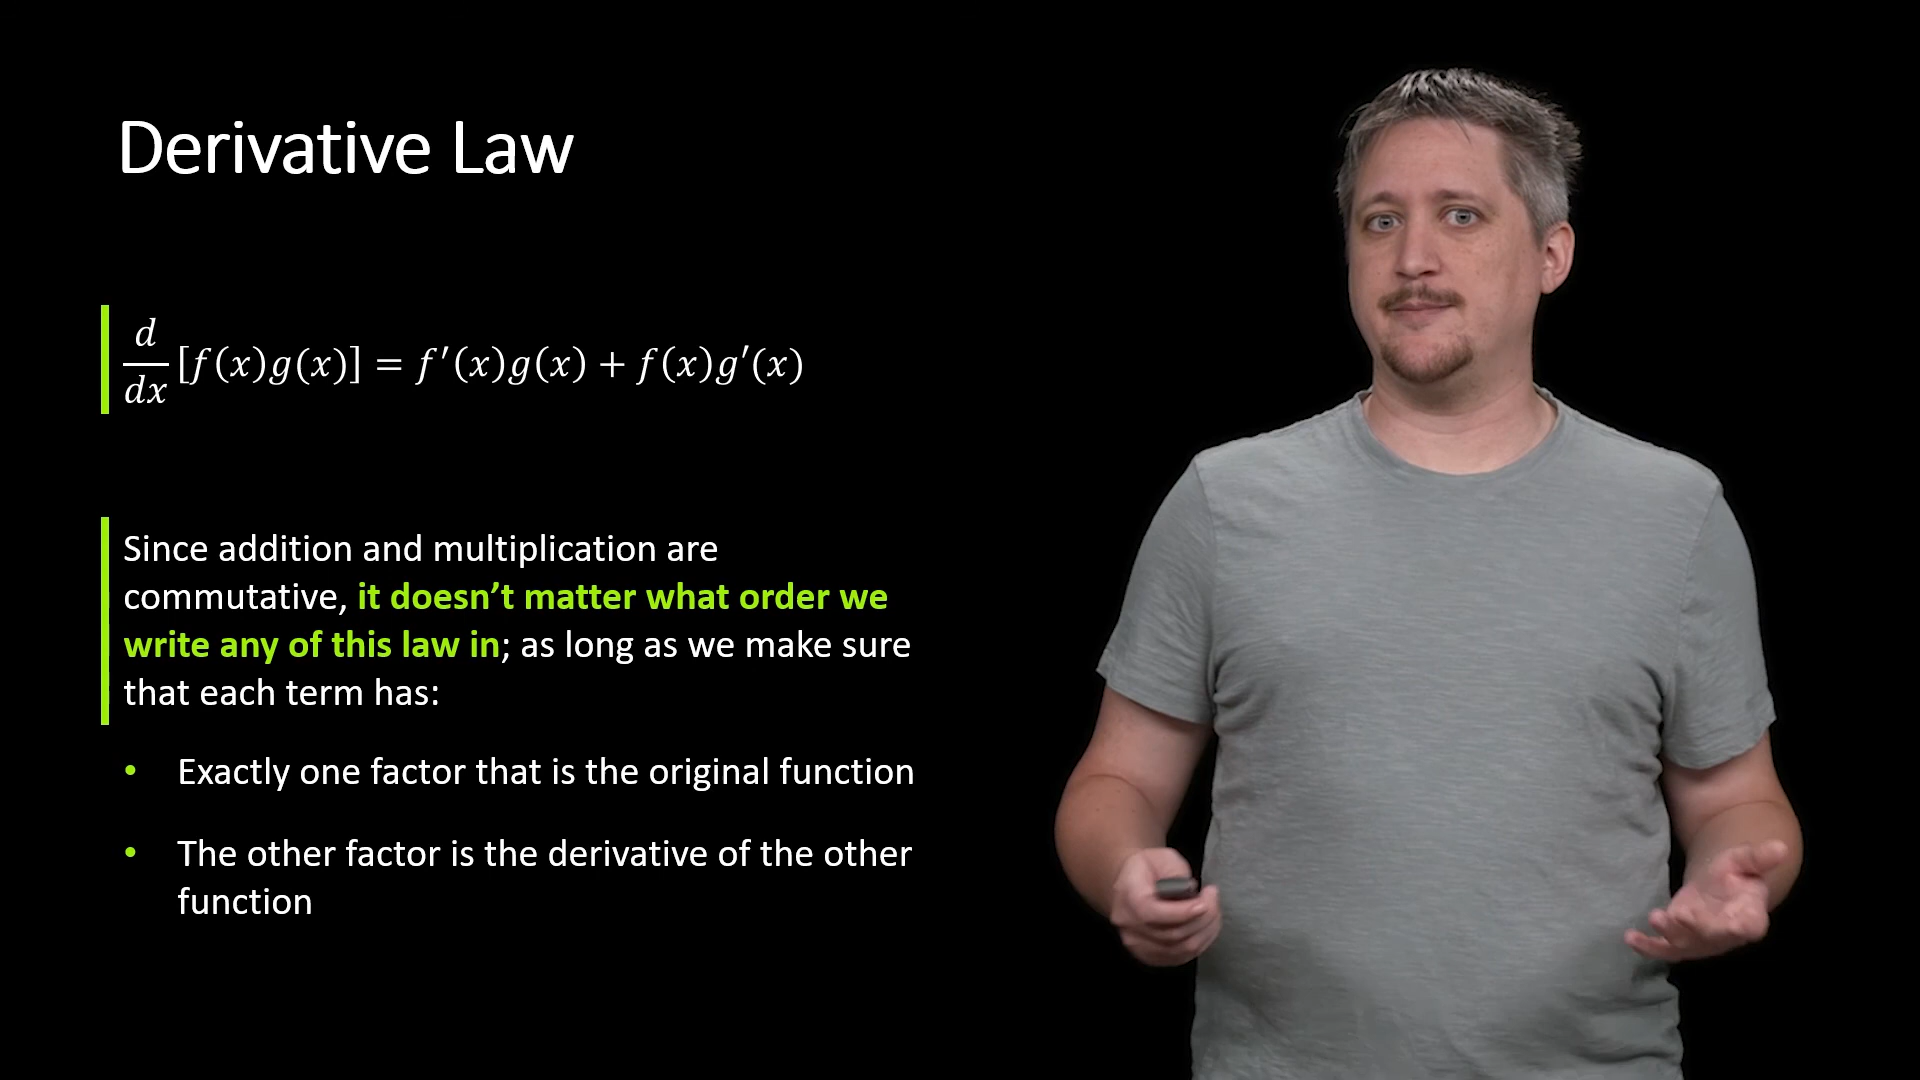 Derivative Law
d/dx [f(x)g(x)] = f′(x)g(x) + f(x)g′(x)
Since addition and multiplication are
commutative, it doesn’t matter what order we
write any of this law in; as long as we make sure
that each term has:
• Exactly one factor that is the original function
• The other factor is the derivative of the other
function